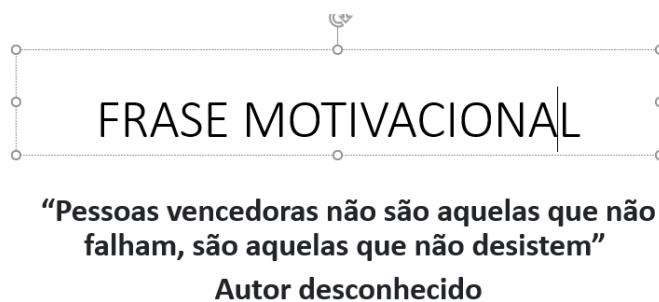 FRASE MOTIVACIONAL
“Pessoas vencedoras não são aquelas que não
falham, são aquelas que não desistem”
Autor desconhecido